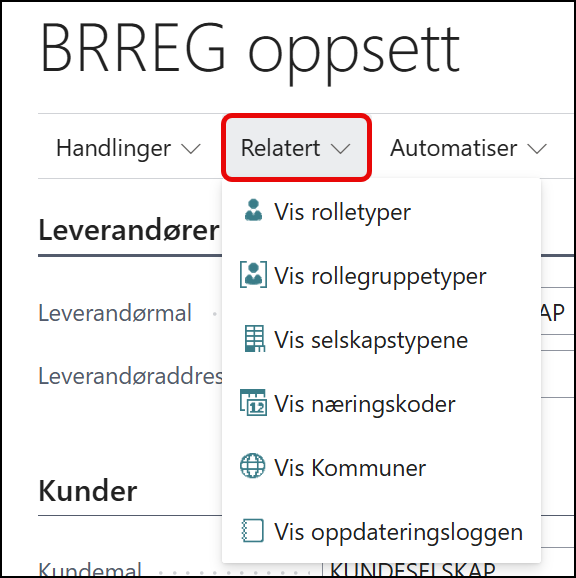 BRREG oppsett
Handlinger Relatert Automatiser
Vis rolletyper
Leverandører
Vis rollegruppetyper
Leverandørmal AP
Vis selskapstypene
Leverandøraddres
Vis næringskoder
Vis Kommuner
Kunder
Vis oppdateringsloggen
Kundemal KUNDESELSKAP